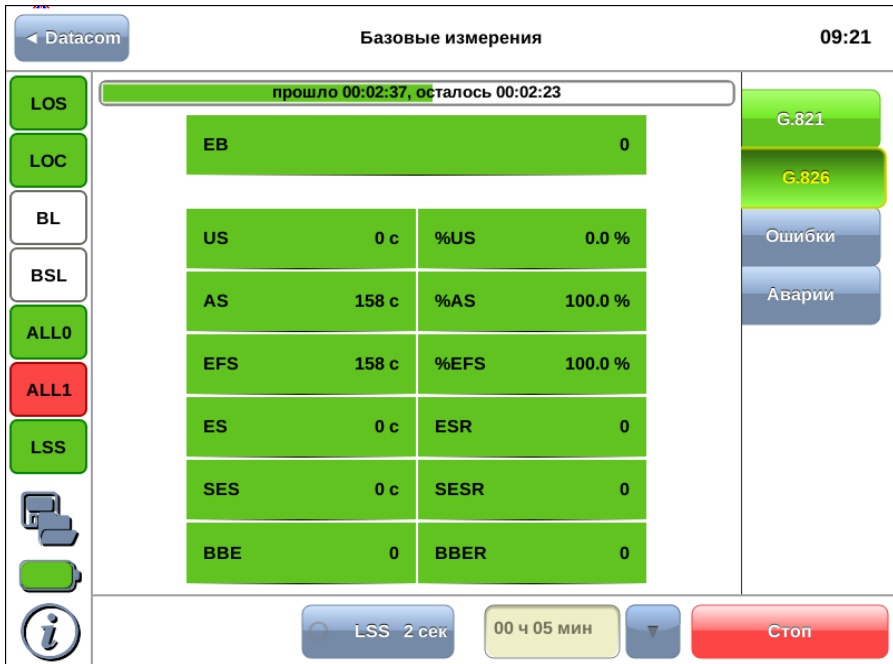 ◄ Datacom
Базовые измерения
09:21
LOS
LOC
BL
BSL
ALL0
ALL1
LSS
прошло 00:02:37, осталось 00:02:23
EB 0
US 0 с %US 0.0 %
AS 158 с %AS 100.0 %
EFS 158 с %EFS 100.0 %
ES 0 с ESR 0
SES 0 с SESR 0
BBE 0 BBER 0
G.821
G.826
Ошибки
Аварии
i
LSS 2 сек
00 ч 05 мин
▼
Стоп